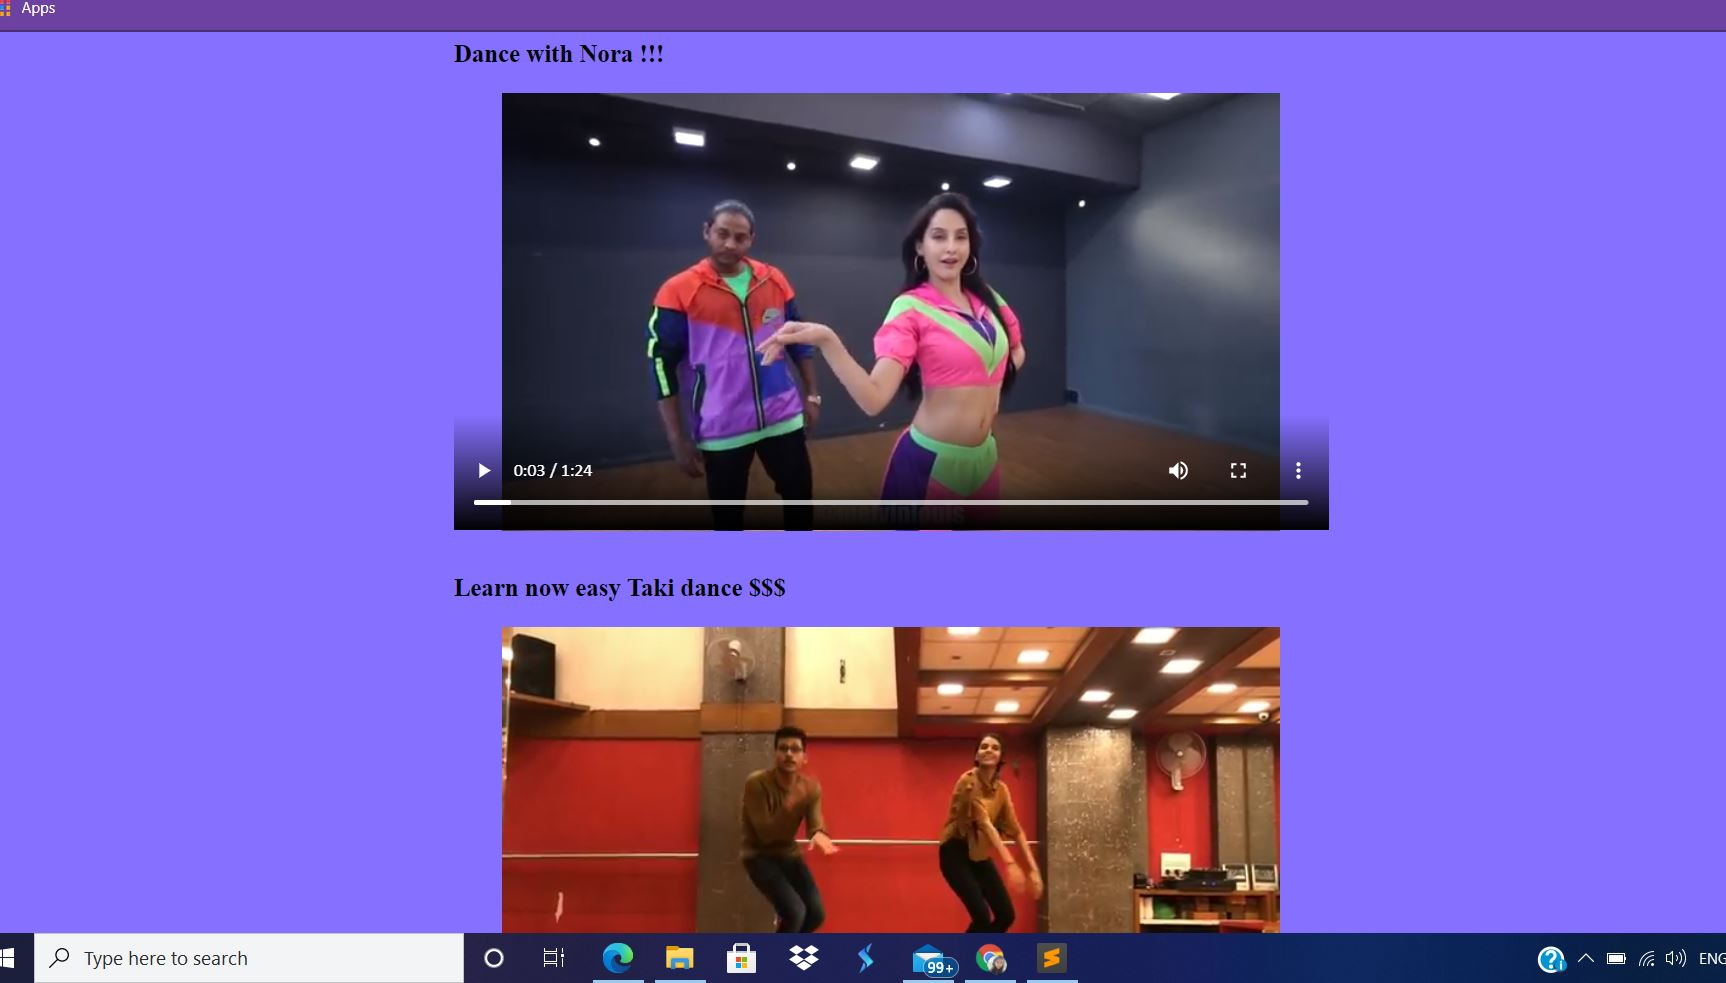 Apps
Dance with Nora !!!
0:03 / 1:24
Learn now easy Taki dance $$$
Type here to search
99+
ENG